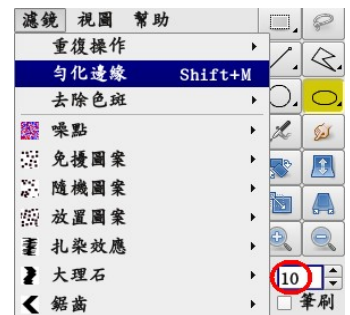 濾鏡 視圖 幫助
重復操作
勻化邊緣 Shift+M
去除色斑
噪點
免擾圖案
隨機圖案
放置圖案
扎染效應
大理石
鋸齒
10
筆刷